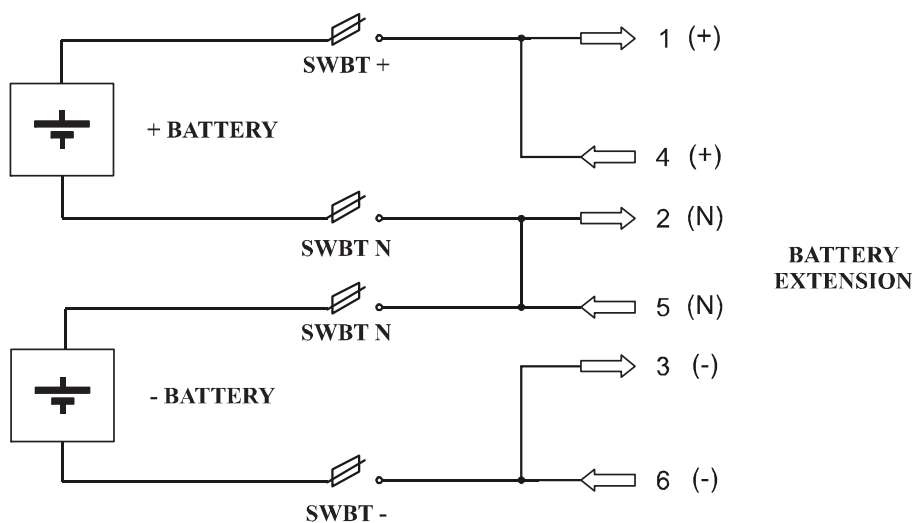 1 (+)
SWBT +
+ BATTERY
4 (+)
2 (N)
SWBT N
BATTERY
EXTENSION
5 (N)
SWBT N
3 (-)
- BATTERY
6 (-)
SWBT -